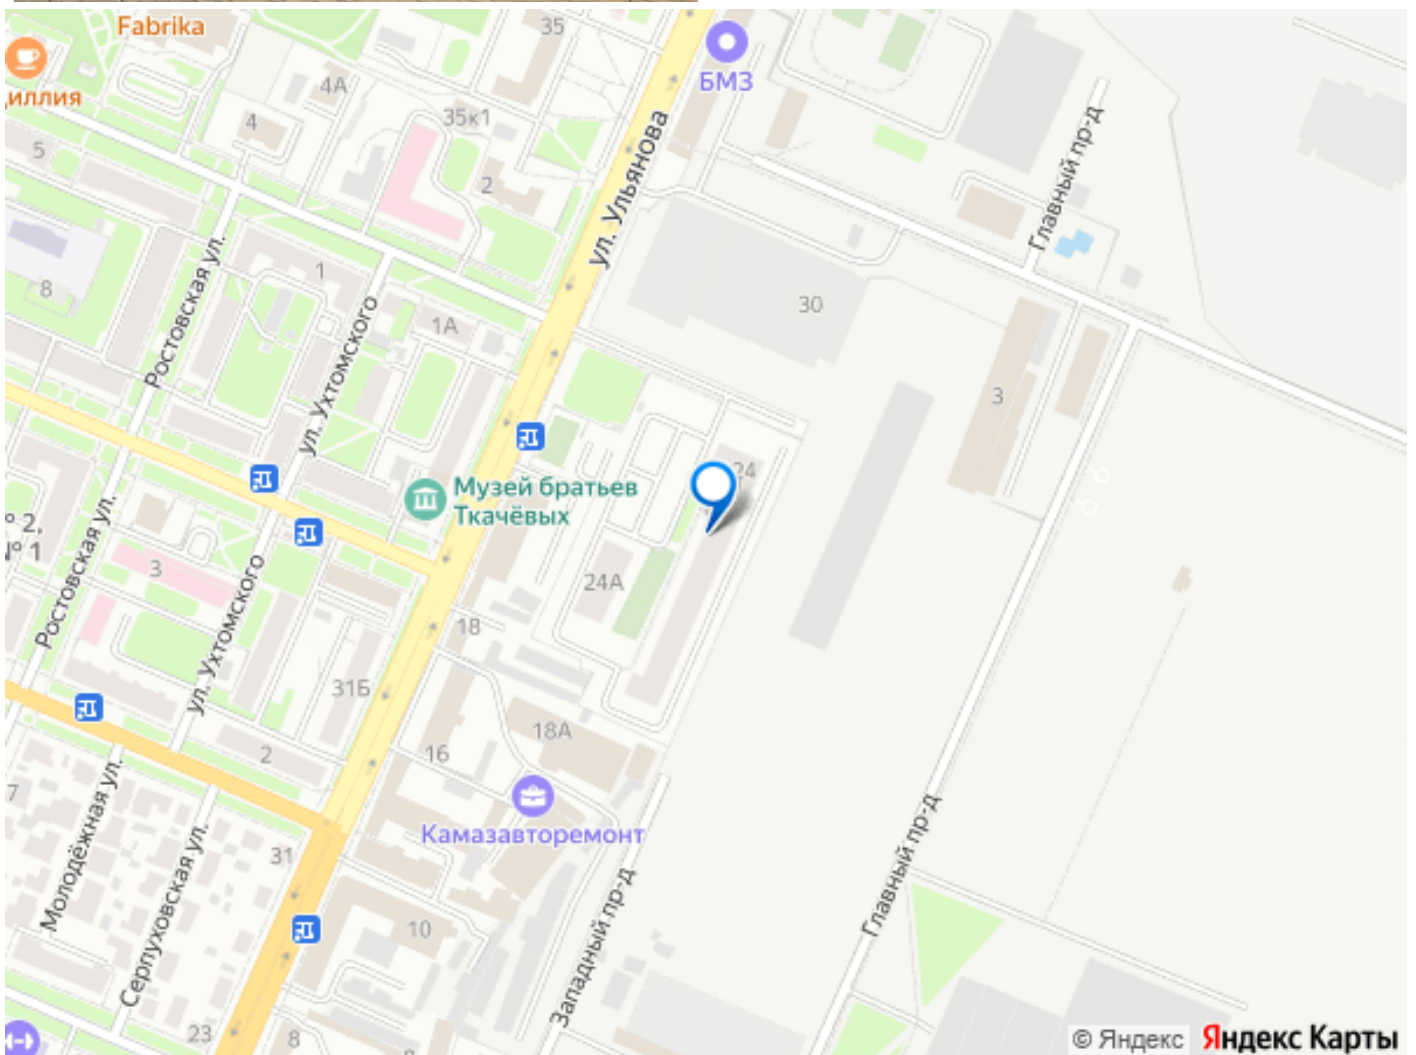 Fabrika
35
БМЗ
иллия
4А
4
35к1
5
2
ул. Ульянова
Главный пр-д
Ростовская ул.
1
8
ул. Ухтомского
1А
30
3
24
Музей братьев
Ткачёвых
№ 2,
№ 1
Ростовская ул.
3
24А
ул. Ухтомского
18
31Б
18А
2
16
7
Молодёжная ул.
Камазавторемонт
Главный пр-д
31
Серпуховская ул.
10
Западный пр-д
23
8
© Яндекс Яндекс Карты